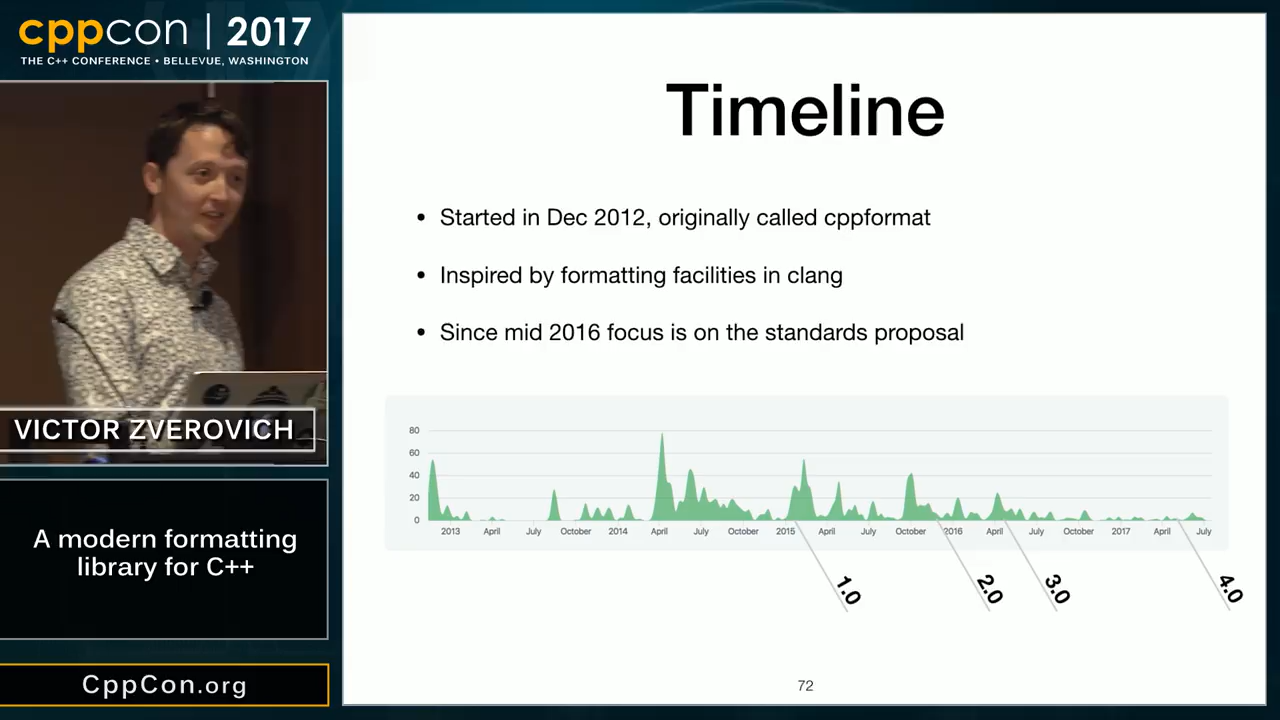 cppcon | 2017
THE C++ CONFERENCE • BELLEVUE, WASHINGTON
VICTOR ZVEROVICH
A modern formatting
library for C++
CppCon.org
Timeline
• Started in Dec 2012, originally called cppformat
• Inspired by formatting facilities in clang
• Since mid 2016 focus is on the standards proposal
80
60
40
20
0
2013 April July October 2014 April July October 2015 April July October 2016 April July October 2017 April July
1.0 2.0 3.0 4.0
72